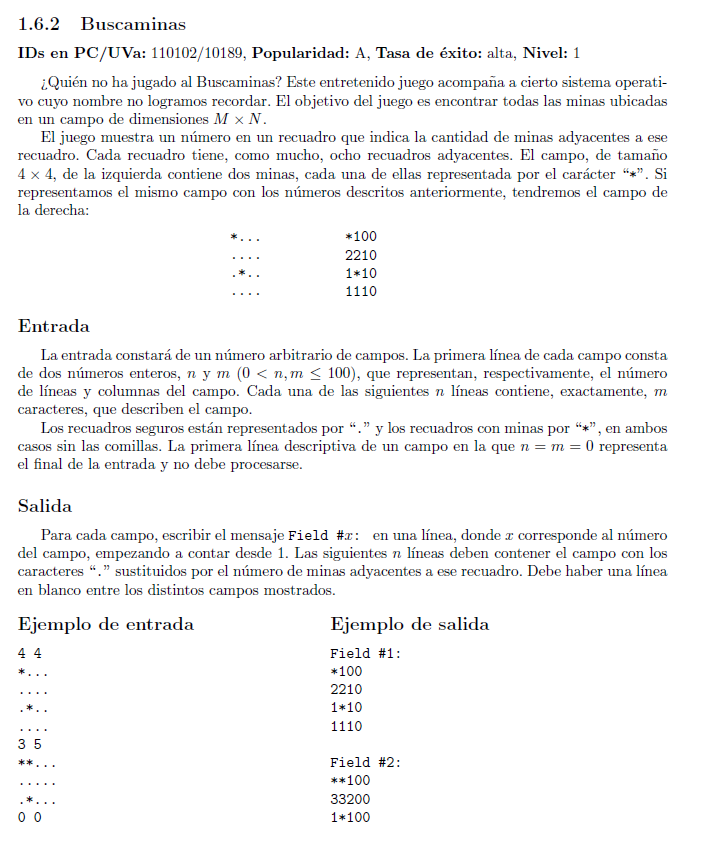 1.6.2 Buscaminas
IDs en PC/UVa: 110102/10189, Popularidad: A, Tasa de éxito: alta, Nivel: 1
¿Quién no ha jugado al Buscaminas? Este entretenido juego acompaña a cierto sistema operati-
vo cuyo nombre no logramos recordar. El objetivo del juego es encontrar todas las minas ubicadas
en un campo de dimensiones M × N.
El juego muestra un número en un recuadro que indica la cantidad de minas adyacentes a ese
recuadro. Cada recuadro tiene, como mucho, ocho recuadros adyacentes. El campo, de tamaño
4 × 4, de la izquierda contiene dos minas, cada una de ellas representada por el carácter “*”. Si
representamos el mismo campo con los números descritos anteriormente, tendremos el campo de
la derecha:
*... *100
.... 2210
.*.. 1*10
.... 1110
Entrada
La entrada constará de un número arbitrario de campos. La primera línea de cada campo consta
de dos números enteros, n y m (0 < n, m ≤ 100), que representan, respectivamente, el número
de líneas y columnas del campo. Cada una de las siguientes n líneas contiene, exactamente, m
caracteres, que describen el campo.
Los recuadros seguros están representados por “.” y los recuadros con minas por “*”, en ambos
casos sin las comillas. La primera línea descriptiva de un campo en la que n = m = 0 representa
el final de la entrada y no debe procesarse.
Salida
Para cada campo, escribir el mensaje Field #x: en una línea, donde x corresponde al número
del campo, empezando a contar desde 1. Las siguientes n líneas deben contener el campo con los
caracteres “.” sustituidos por el número de minas adyacentes a ese recuadro. Debe haber una línea
en blanco entre los distintos campos mostrados.
Ejemplo de entrada
4 4
*...
....
.*..
....
3 5
**...
.....
.*...
0 0
Ejemplo de salida
Field #1:
*100
2210
1*10
1110
Field #2:
**100
33200
1*100